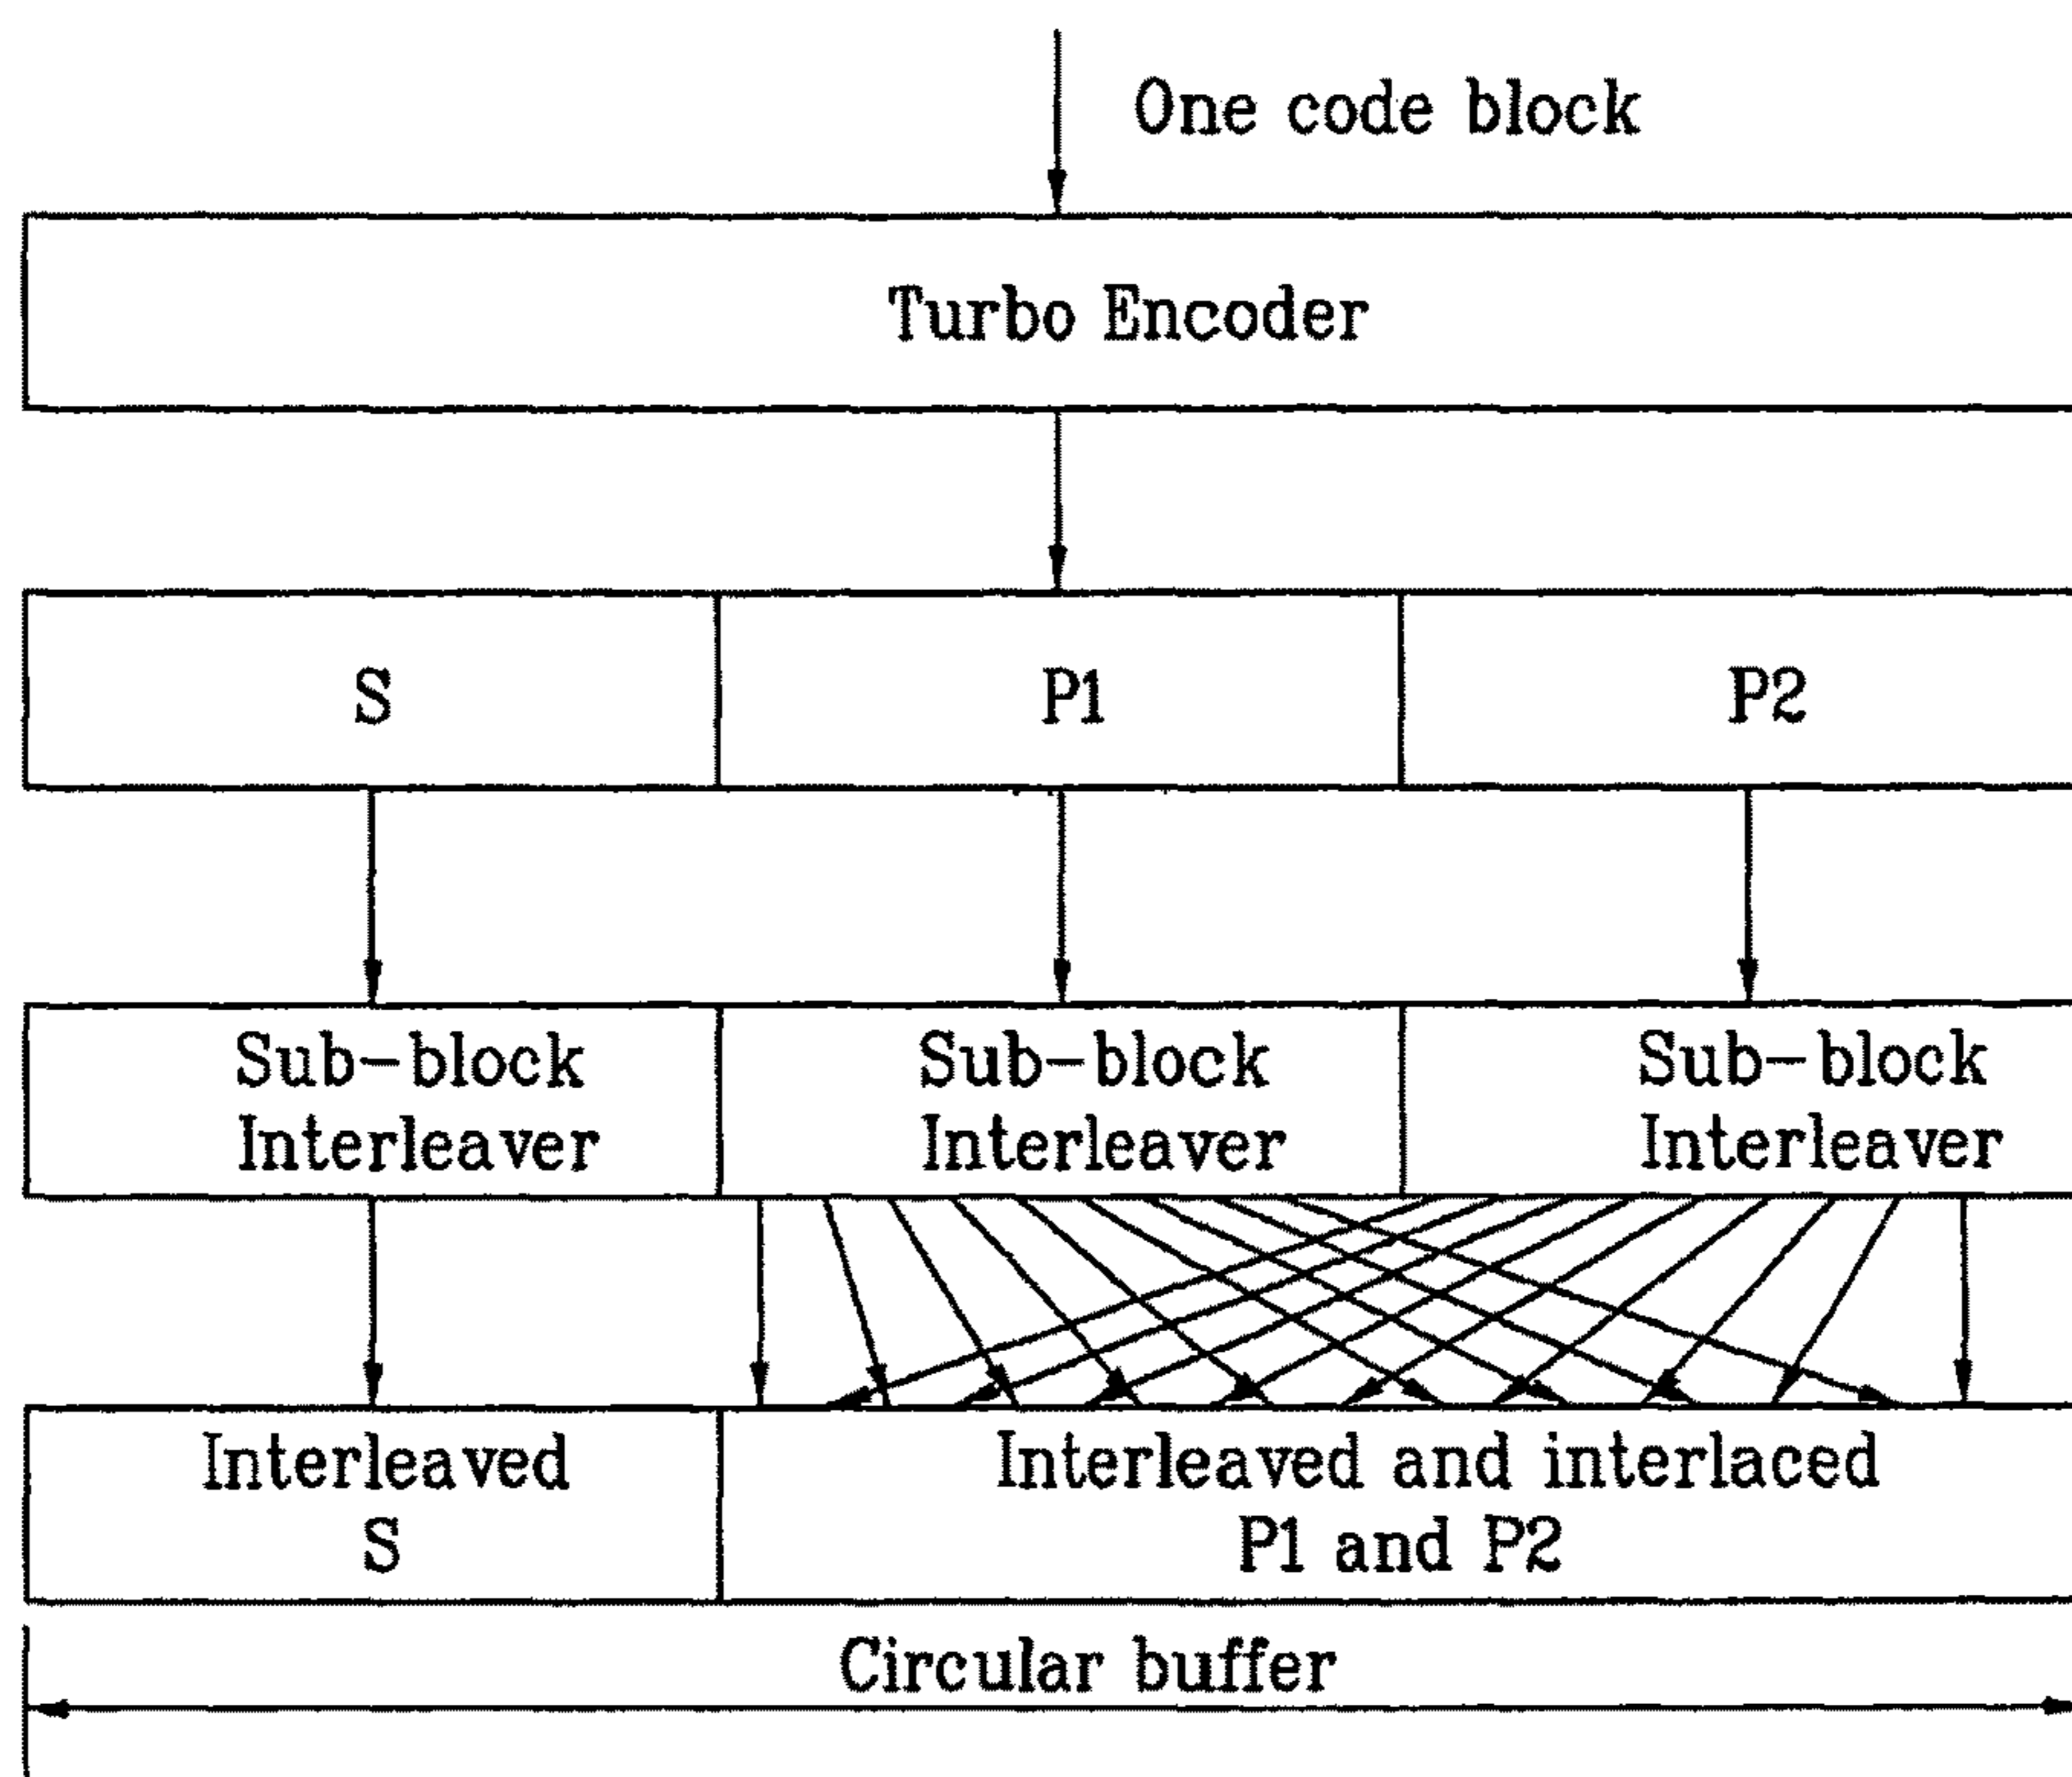 One code block
Turbo Encoder
S
P1
P2
Sub-block
Interleaver
Sub-block
Interleaver
Sub-block
Interleaver
Interleaved
S
Interleaved and interlaced
P1 and P2
Circular buffer